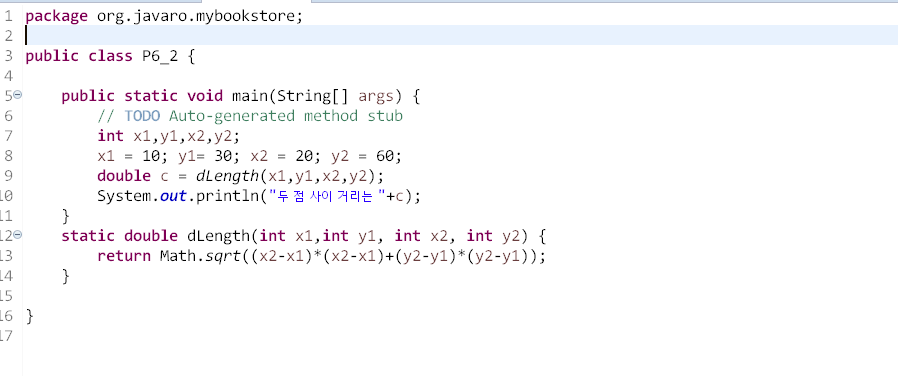 1 package org.javaro.mybookstore;
2
3 public class P6_2 {
4
5 public static void main(String[] args) {
6 // TODO Auto-generated method stub
7 int x1,y1,x2,y2;
8 x1 = 10; y1= 30; x2 = 20; y2 = 60;
9 double c = dLength(x1,y1,x2,y2);
10 System.out.println("두 점 사이 거리는 "+c);
11 }
12 static double dLength(int x1,int y1, int x2, int y2) {
13 return Math.sqrt((x2-x1)*(x2-x1)+(y2-y1)*(y2-y1));
14 }
15
16 }
17